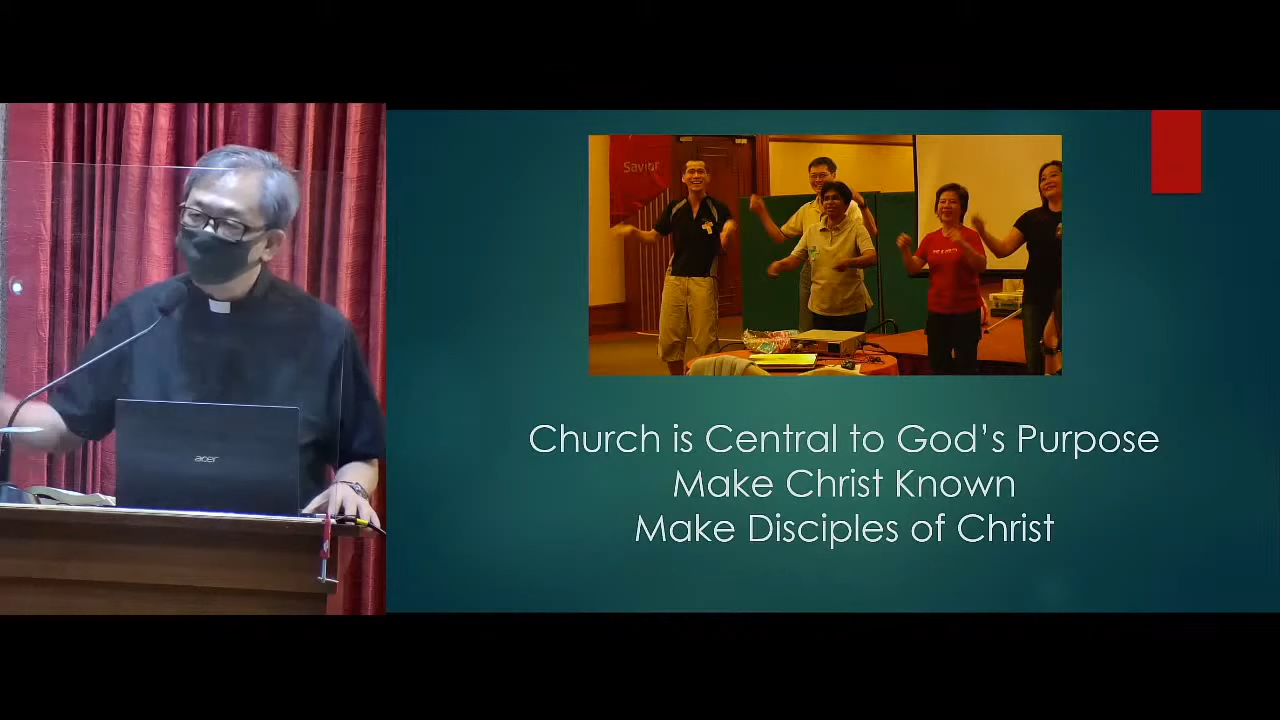 Savior
acer
Church is Central to God's Purpose
Make Christ Known
Make Disciples of Christ